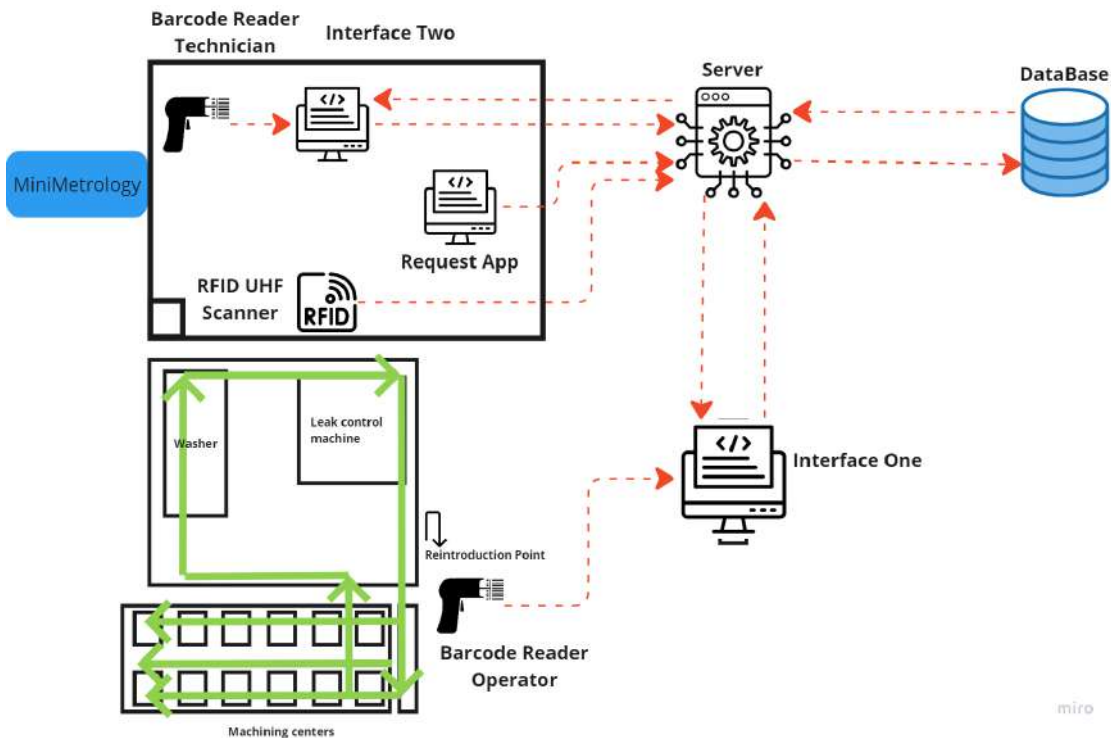 Barcode Reader
Technician
Interface Two
Server
DataBase
</>
MiniMetrology
</>
Request App
RFID UHF
Scanner
RFID
Washer
Leak control
machine
</>
Interface One
Reintroduction Point
Barcode Reader
Operator
Machining centers
miro